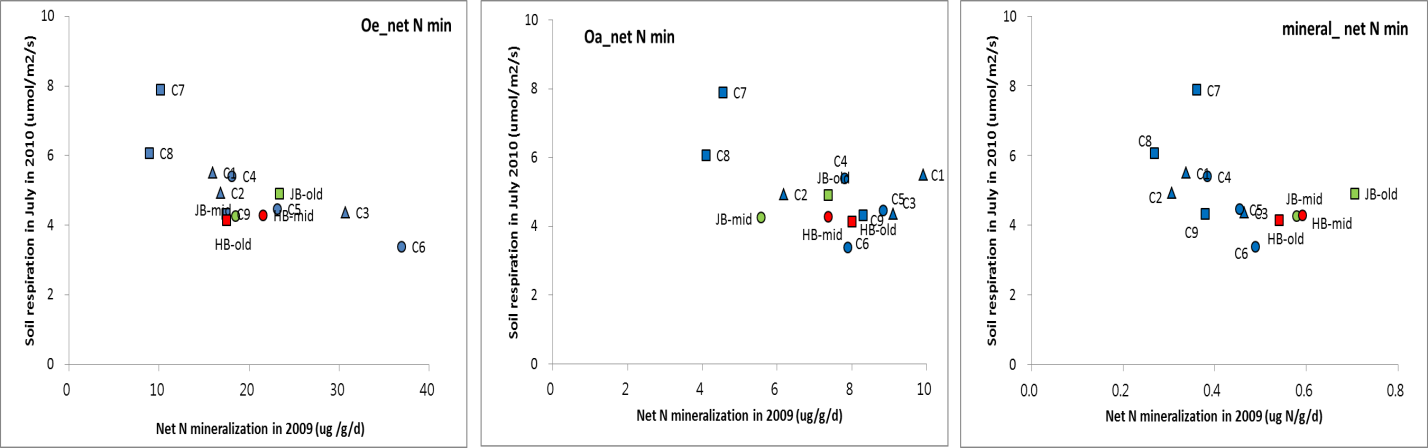 Oe_net N min
Soil respiration in July in 2010 (umol/m2/s)
10
8
6
4
2
0
C7
C8
C1
C4
C2
JB-old
JB-mid
C9
C5
HB-mid
C3
HB-old
C6
0
10
20
30
40
Net N mineralization in 2009 (ug /g/d)
Oa_net N min
Soil respiration in July 2010 (umol/m2/s)
10
8
6
4
2
0
C7
C8
C4
C1
JB-old
C2
C5
C3
JB-mid
C9
HB-mid
HB-old
C6
0
2
4
6
8
10
Net N mineralization in 2009 (ug/g/d)
mineral_ net N min
Soil respiration in July in 2010 (umol/m2/s)
10
8
6
4
2
0
C7
C8
C1
C4
C2
JB-old
JB-mid
C5
C3
HB-mid
C9
HB-old
C6
0.0
0.2
0.4
0.6
0.8
Net N mineralization in 2009 (ug N/g/d)